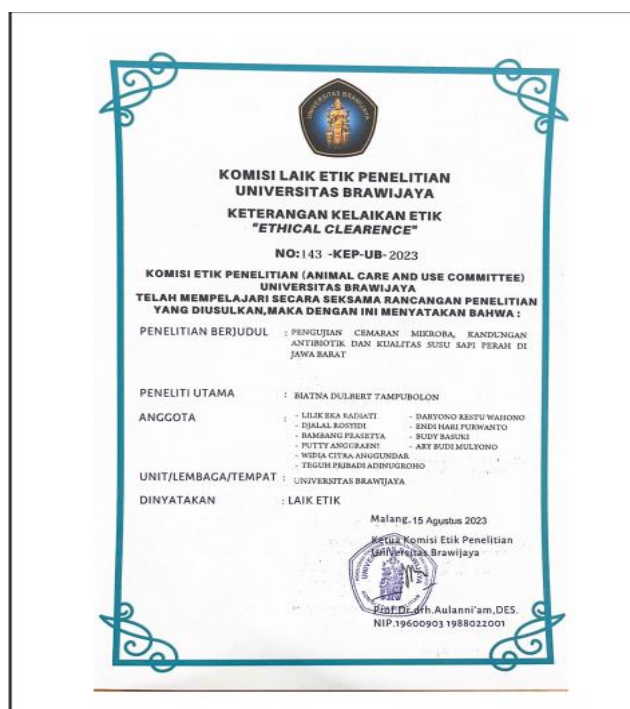 UNIVERSITAS BRAWIJAYA
KOMISI LAIK ETIK PENELITIAN
UNIVERSITAS BRAWIJAYA
KETERANGAN KELAIKAN ETIK
"ETHICAL CLEARENCE"
NO:143 -KEP-UB-2023
KOMISI ETIK PENELITIAN (ANIMAL CARE AND USE COMMITTEE)
UNIVERSITAS BRAWIJAYA
TELAH MEMPELAJARI SECARA SEKSAMA RANCANGAN PENELITIAN
YANG DIUSULKAN,MAKA DENGAN INI MENYATAKAN BAHWA :
PENELITIAN BERJUDUL : PENGUJIAN CEMARAN MIKROBA, KANDUNGAN
ANTIBIOTIK DAN KUALITAS SUSU SAPI PERAH DI
JAWA BARAT
PENELITI UTAMA : BIATNA DULBERT TAMPUBOLON
ANGGOTA : - LILIK EKA RADIATI - DARYONO RESTU WAHONO
- DJALAL ROSYIDI - ENDI HARI PURWANTO
- BAMBANG PRASETYA - BUDY BASUKI
- PUTTY ANGGRAENI - ARY BUDI MULYONO
- WIDIA CITRA ANGGUNDAR
- TEGUH PRIBADI ADINUGROHO
UNIT/LEMBAGA/TEMPAT : UNIVERSITAS BRAWIJAYA
DINYATAKAN : LAIK ETIK
Malang, 15 Agustus 2023
Ketua Komisi Etik Penelitian
Universitas Brawijaya
Prof.Dr.drh.Aulanni'am,DES.
NIP.19600903 1988022001